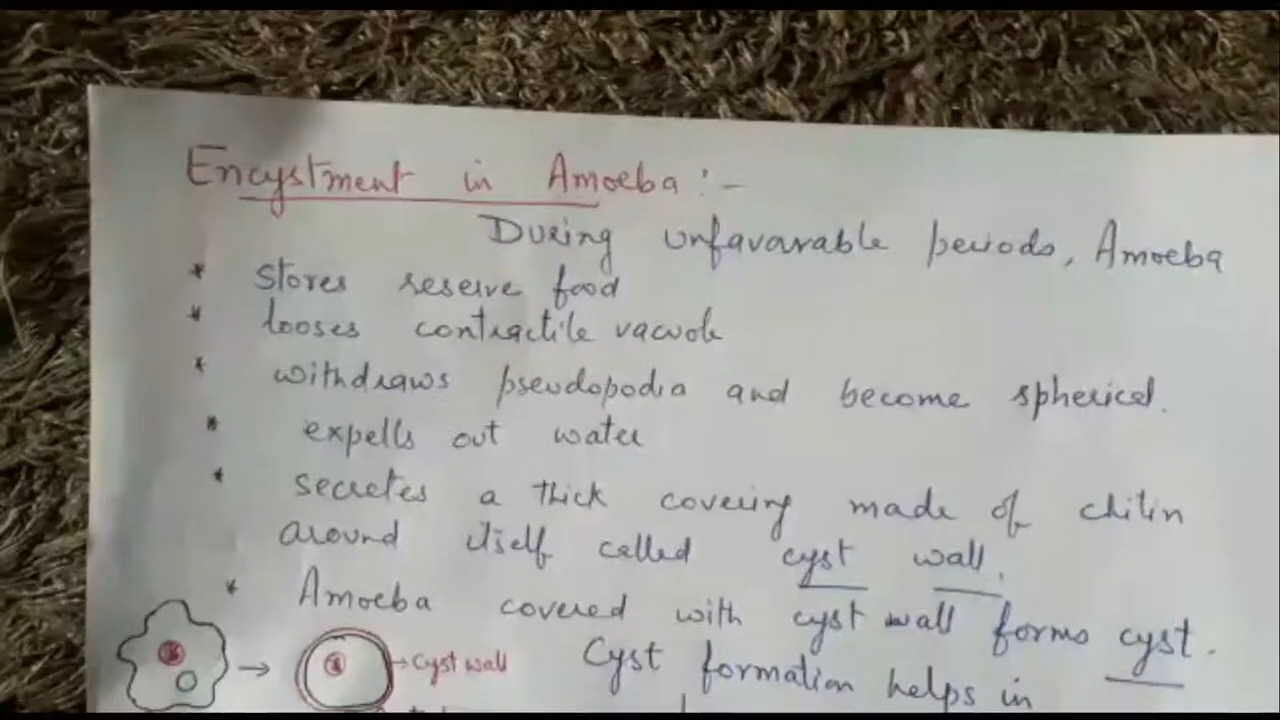 Encystment in Amoeba :-
During unfavourable periods, Amoeba
* stores reserve food
* looses contractile vacuole
* withdraws pseudopodia and become spherical.
* expells out water
* secretes a thick covering made of chitin
around itself called cyst wall.
* Amoeba covered with cyst wall forms cyst.
→ Cyst wall
Cyst formation helps in